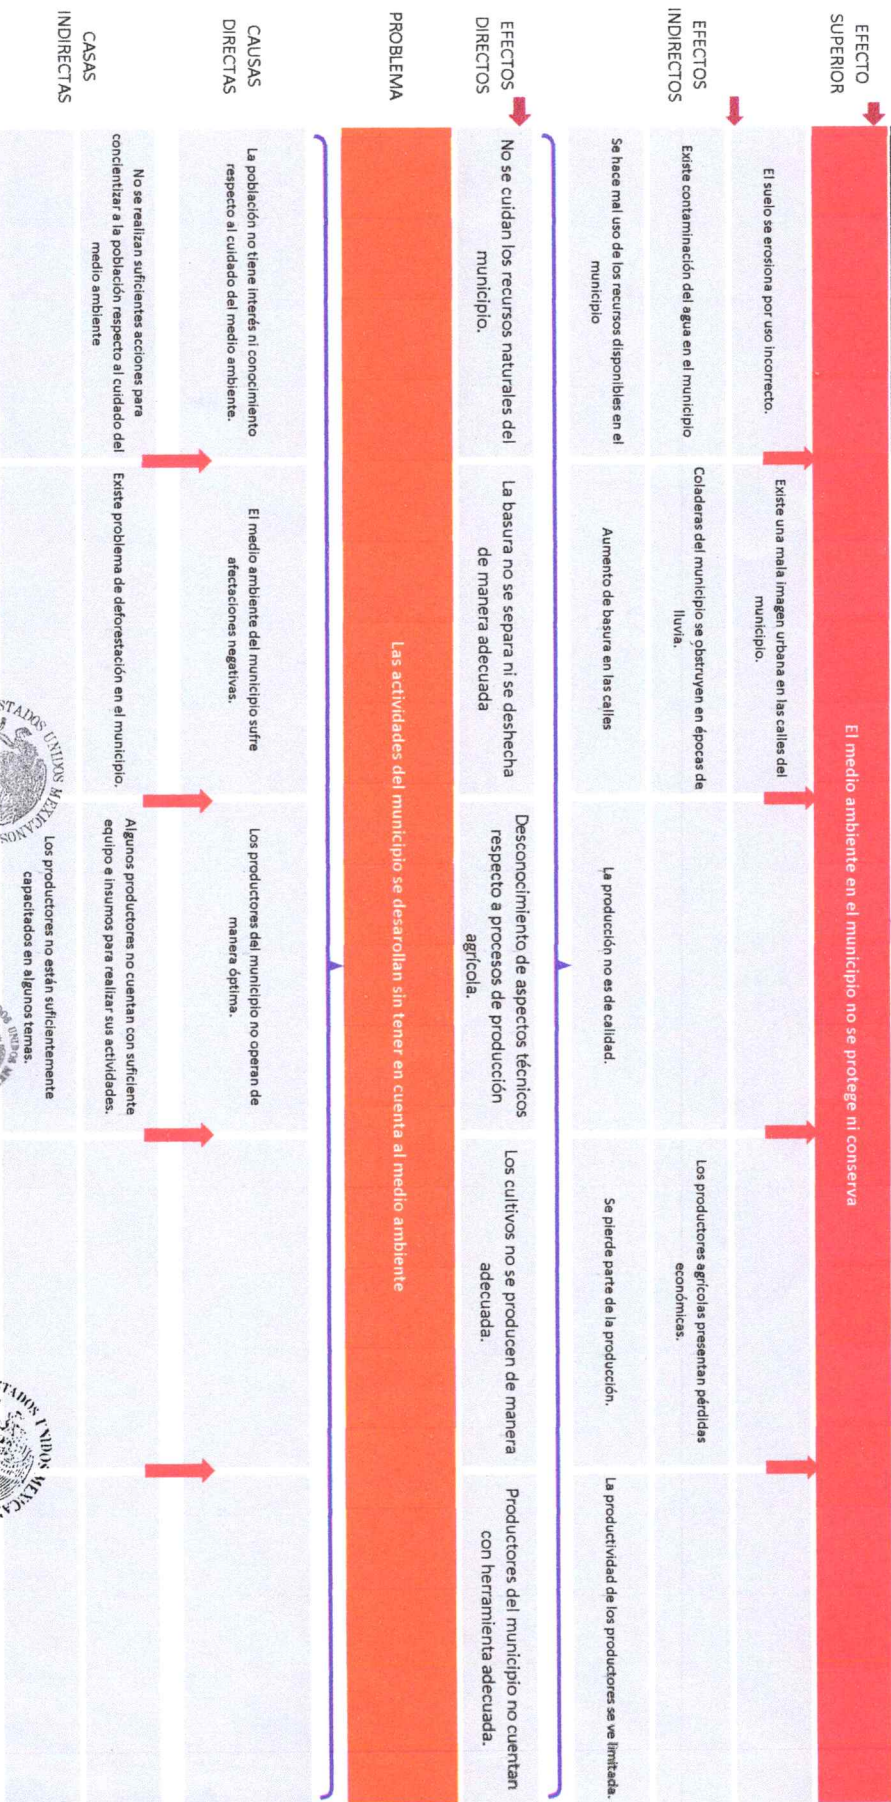 EFECTO
SUPERIOR
El medio ambiente en el municipio no se protege ni conserva
EFECTOS
INDIRECTOS
El suelo se erosiona por uso incorrecto.
Existe una mala imagen urbana en las calles del
municipio.
Existe contaminación del agua en el municipio
Coladeras del municipio se obstruyen en épocas de
lluvia.
Los productores agrícolas presentan pérdidas
económicas.
Se hace mal uso de los recursos disponibles en el
municipio
Aumento de basura en las calles
La producción no es de calidad.
Se pierde parte de la producción.
La productividad de los productores se ve limitada.
EFECTOS
DIRECTOS
No se cuidan los recursos naturales del
municipio.
La basura no se separa ni se deshecha
de manera adecuada
Desconocimiento de aspectos técnicos
respecto a procesos de producción
agrícola.
Los cultivos no se producen de manera
adecuada.
Productores del municipio no cuentan
con herramienta adecuada.
PROBLEMA
Las actividades del municipio se desarollan sin tener en cuenta al medio ambiente
CAUSAS
DIRECTAS
La población no tiene interés ni conocimiento
respecto al cuidado del medio ambiente.
El medio ambiente del municipio sufre
afectaciones negativas.
Los productores del municipio no operan de
manera óptima.
CASAS
INDIRECTAS
No se realizan suficientes acciones para
concientizar a la población respecto al cuidado del
medio ambiente
Existe problema de deforestación en el municipio.
Algunos productores no cuentan con suficiente
equipo e insumos para realizar sus actividades.
Los productores no están suficientemente
capacitados en algunos temas.
UNIDOS MEXICANOS
UNIDOS
UNIDOS